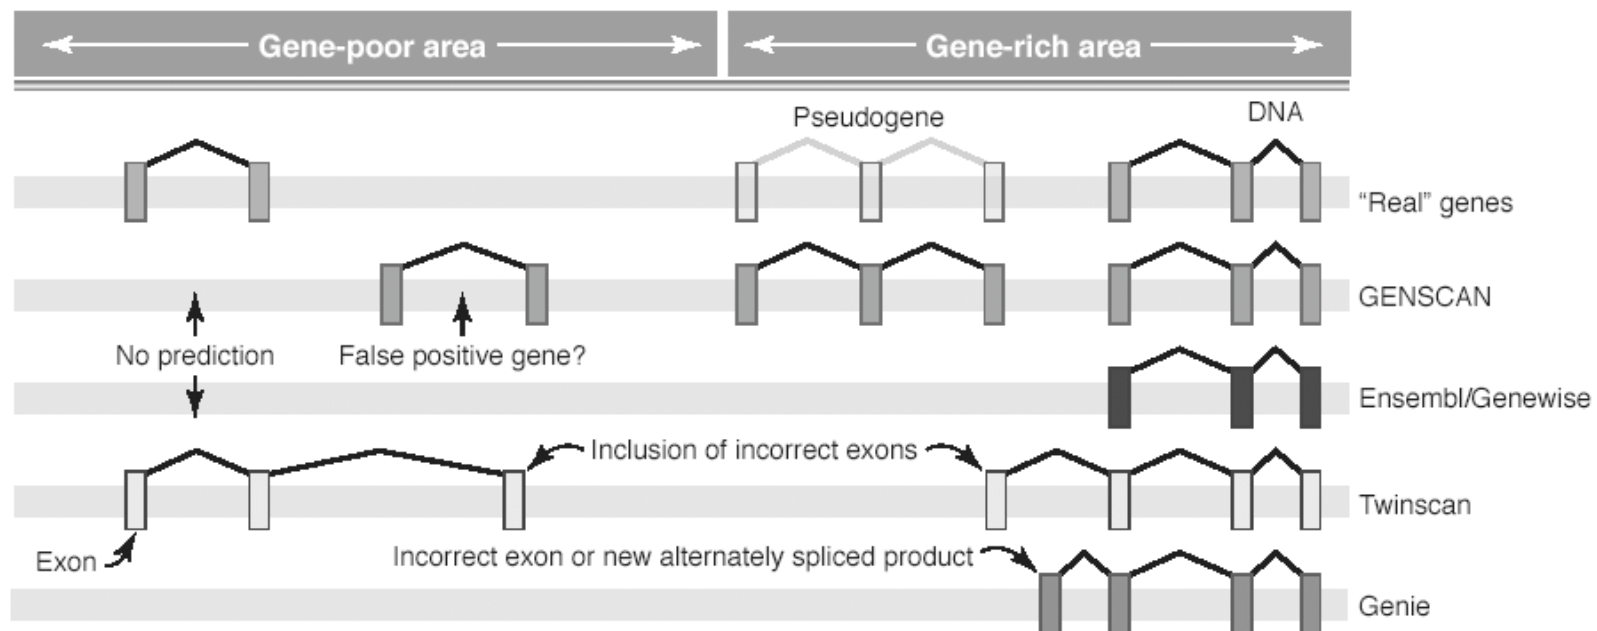 Gene-poor area
Gene-rich area
Pseudogene
DNA
“Real” genes
GENSCAN
No prediction
False positive gene?
Ensembl/Genewise
Inclusion of incorrect exons
Twinscan
Exon
Incorrect exon or new alternately spliced product
Genie